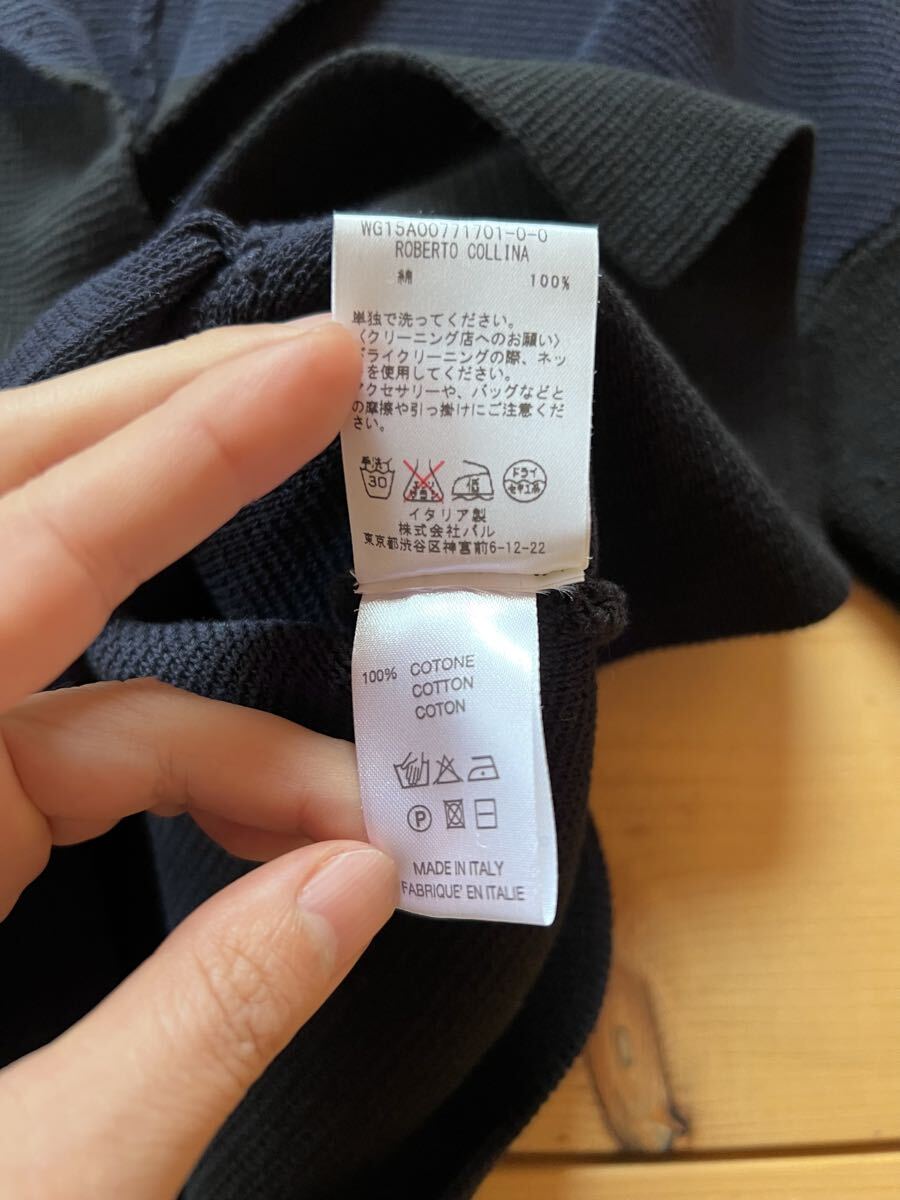 WG15A00771701-0-0
ROBERTO COLLINA
綿 100%
単独で洗ってください。
〈クリーニング店へのお願い〉
ドライクリーニングの際、ネッ
を使用してください。
アクセサリーや、バッグなどと
の摩擦や引っ掛けにご注意くだ
さい。
手洗イ 30 低 ドライ
イタリア製
株式会社パル
東京都渋谷区神宮前6-12-22
100% COTONE
COTTON
COTON
P
MADE IN ITALY
FABRIQUE' EN ITALIE